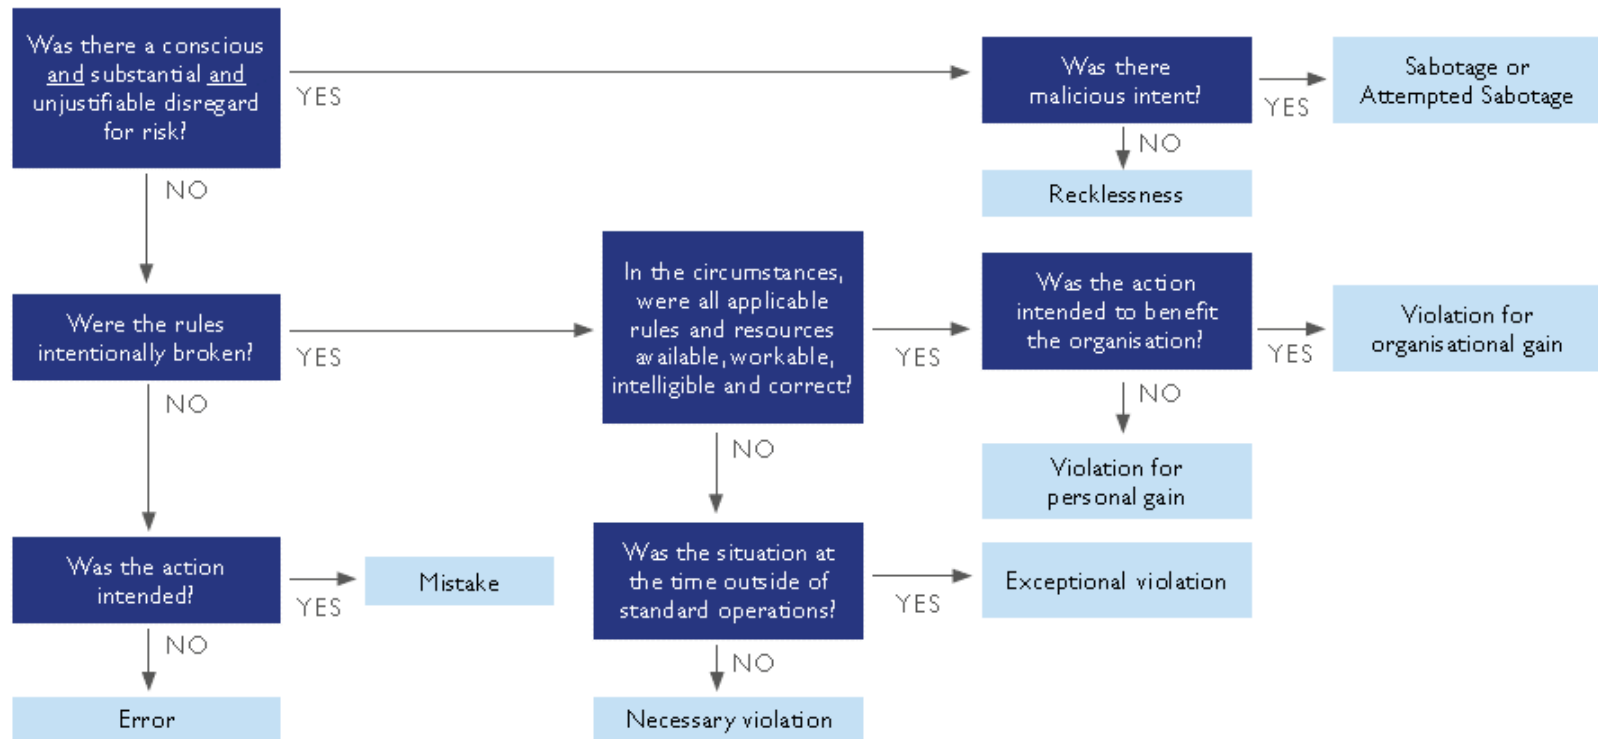 Was there a conscious
and substantial and
unjustifiable disregard
for risk?
YES
Was there
malicious intent?
YES
Sabotage or
Attempted Sabotage
NO
NO
Recklessness
Were the rules
intentionally broken?
YES
In the circumstances,
were all applicable
rules and resources
available, workable,
intelligible and correct?
YES
Was the action
intended to benefit
the organisation?
YES
Violation for
organisational gain
NO
NO
NO
Violation for
personal gain
Was the action
intended?
YES
Mistake
Was the situation at
the time outside of
standard operations?
YES
Exceptional violation
NO
NO
Error
Necessary violation